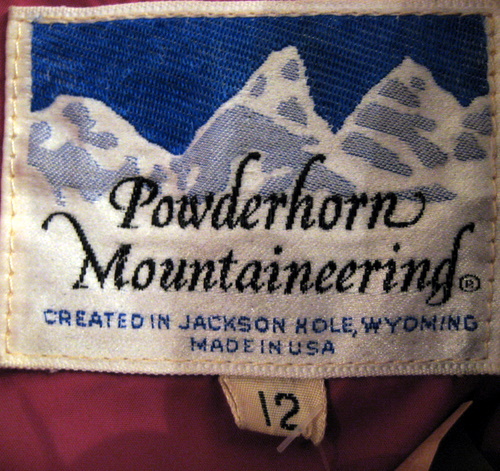 Powderhorn
Mountaineering®
CREATED IN JACKSON HOLE, WYOMING
MADE IN USA
12